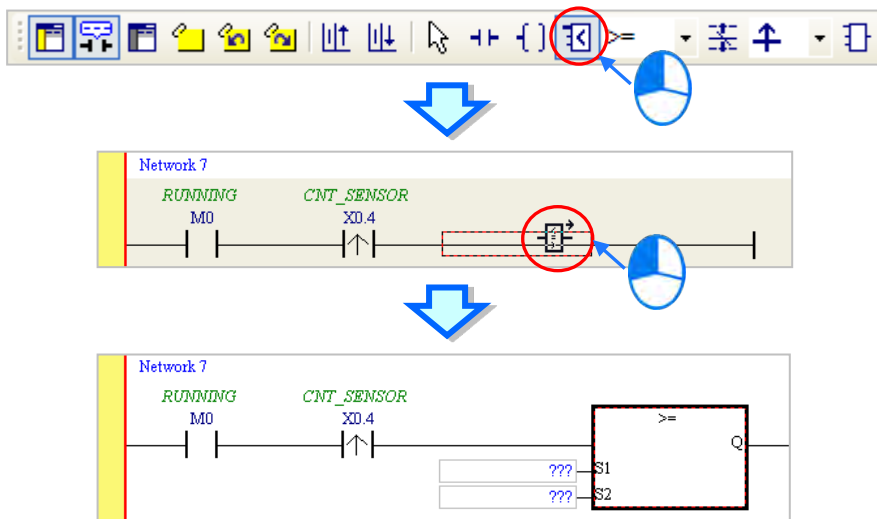 >=
Network 7
RUNNING CNT_SENSOR
M0 X0.4
Network 7
RUNNING CNT_SENSOR
M0 X0.4
>=
Q
??? S1
??? S2